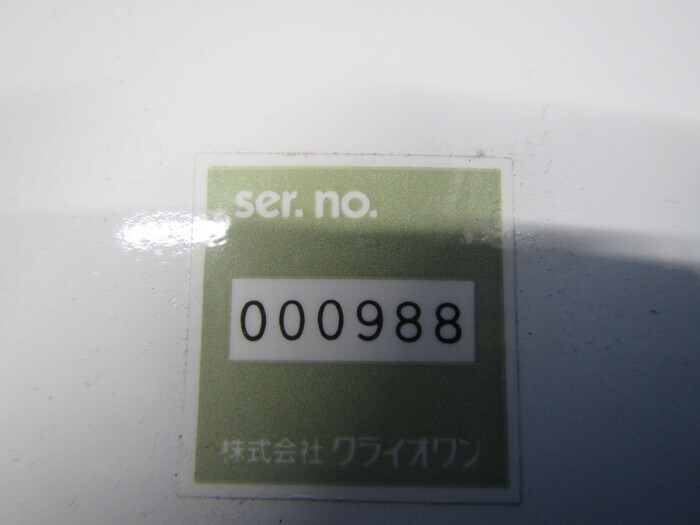 ser. no.
000988
株式会社 クライオワン